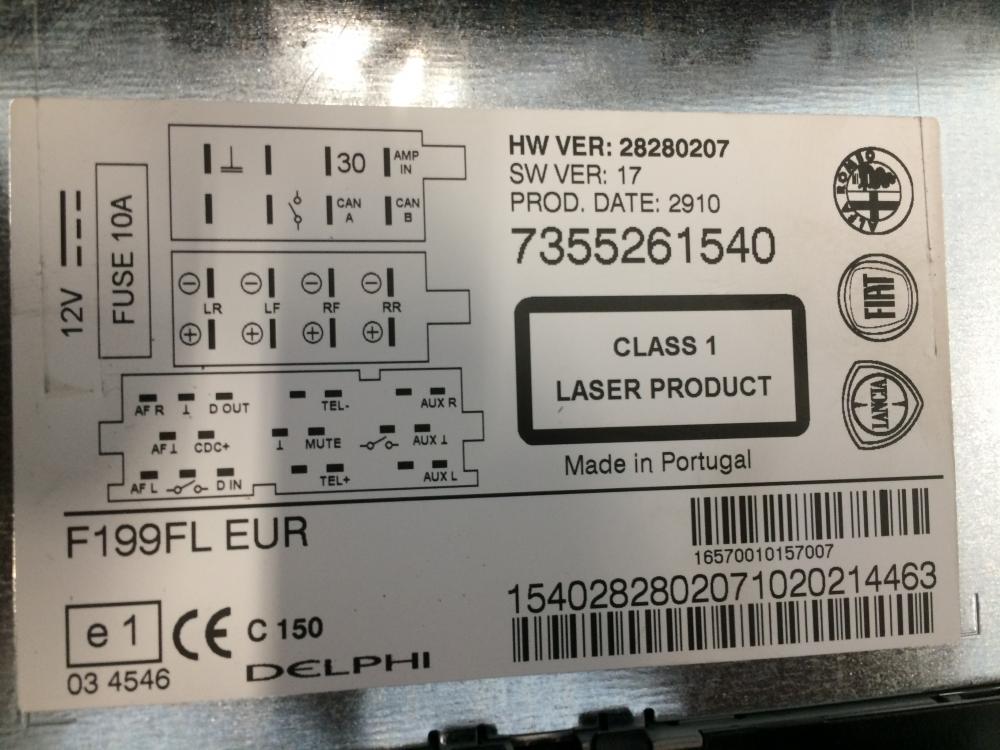 12V
FUSE 10A
30 AMP IN
CAN A CAN B
LR LF RF RR
AF R D OUT TEL- AUX R
AF CDC+ MUTE AUX
AF L D IN TEL+ AUX L
HW VER: 28280207
SW VER: 17
PROD. DATE: 2910
7355261540
CLASS 1
LASER PRODUCT
Made in Portugal
ALFA ROMEO
FIAT
LANCIA
F199FL EUR
16570010157007
1540282802071020214463
e 1
C E C 150
03 4546
DELPHI